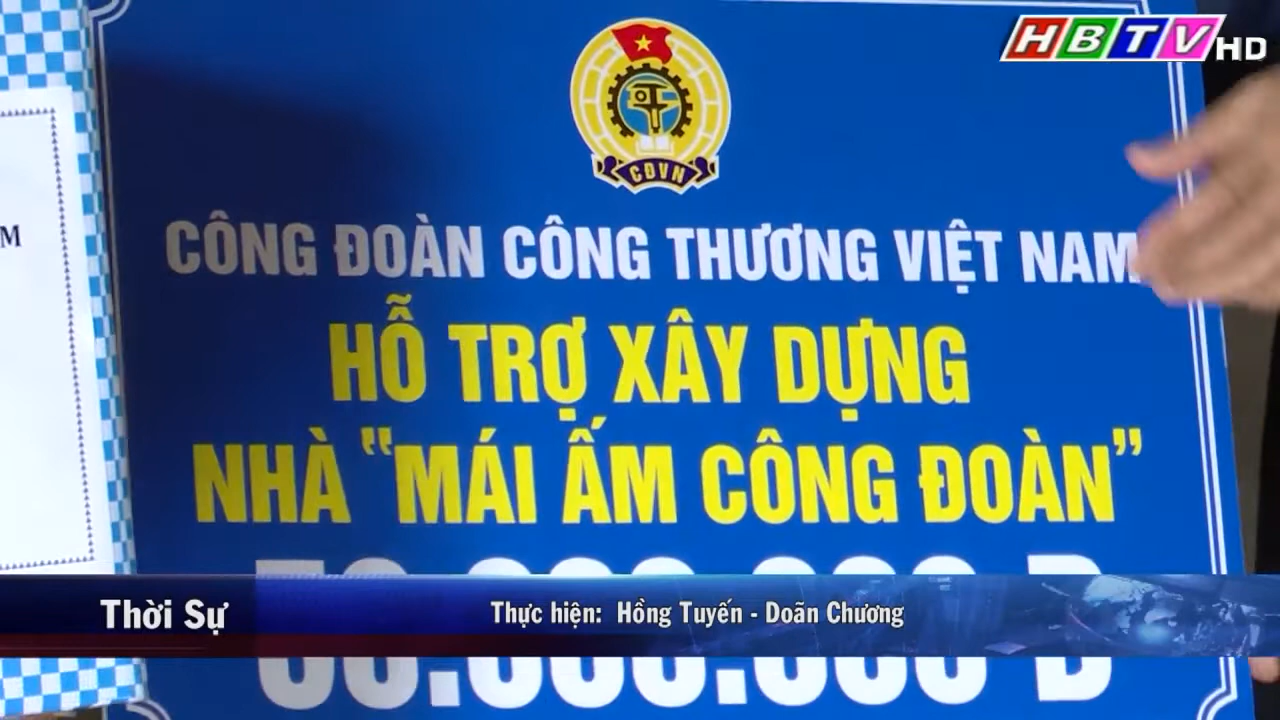 HBTV HD
CĐVN
CÔNG ĐOÀN CÔNG THƯƠNG VIỆT NAM
HỖ TRỢ XÂY DỰNG
NHÀ “MÁI ẤM CÔNG ĐOÀN”
M
Thời Sự
Thực hiện: Hồng Tuyến - Doãn Chương